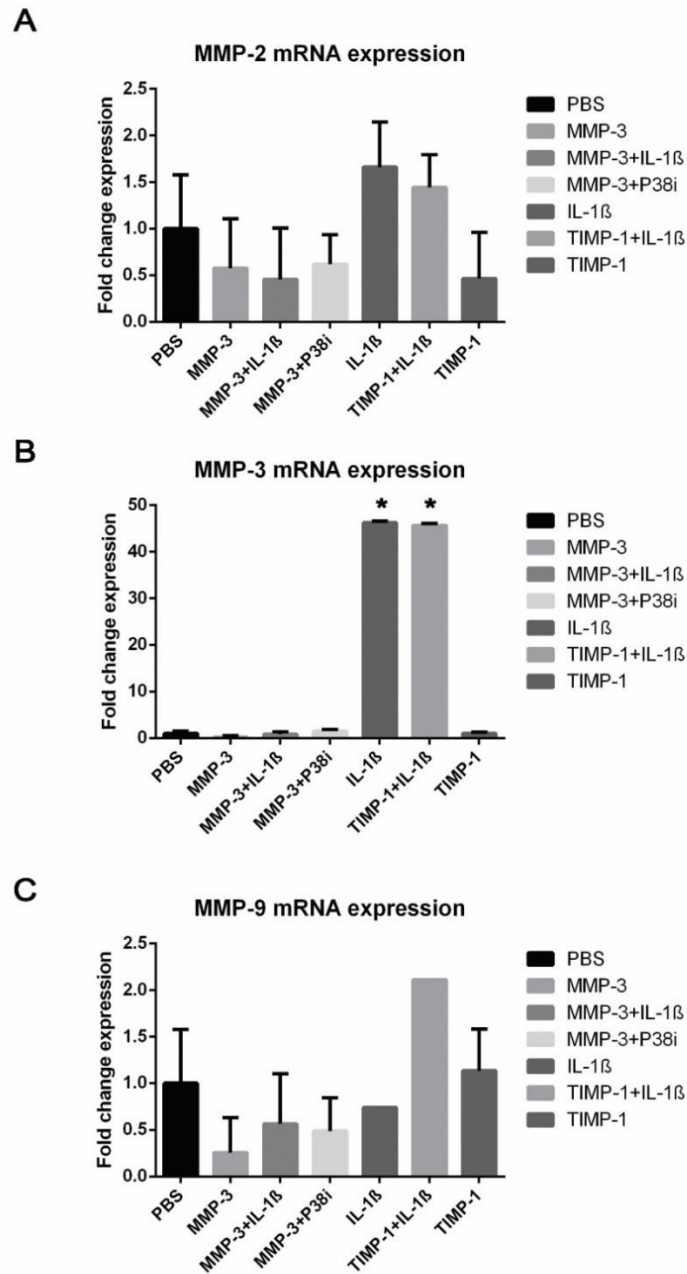 A
MMP-2 mRNA expression
Fold change expression
2.5
2.0
1.5
1.0
0.5
0.0
PBS
MMP-3
MMP-3+IL-1ß
MMP-3+P38i
IL-1ß
TIMP-1+IL-1ß
TIMP-1
PBS
MMP-3
MMP-3+IL-1ß
MMP-3+P38i
IL-1ß
TIMP-1+IL-1ß
TIMP-1
B
MMP-3 mRNA expression
Fold change expression
50
40
30
20
10
0
* *
PBS
MMP-3
MMP-3+IL-1ß
MMP-3+P38i
IL-1ß
TIMP-1+IL-1ß
TIMP-1
PBS
MMP-3
MMP-3+IL-1ß
MMP-3+P38i
IL-1ß
TIMP-1+IL-1ß
TIMP-1
C
MMP-9 mRNA expression
Fold change expression
2.5
2.0
1.5
1.0
0.5
0.0
PBS
MMP-3
MMP-3+IL-1ß
MMP-3+P38i
IL-1ß
TIMP-1+IL-1ß
TIMP-1
PBS
MMP-3
MMP-3+IL-1ß
MMP-3+P38i
IL-1ß
TIMP-1+IL-1ß
TIMP-1